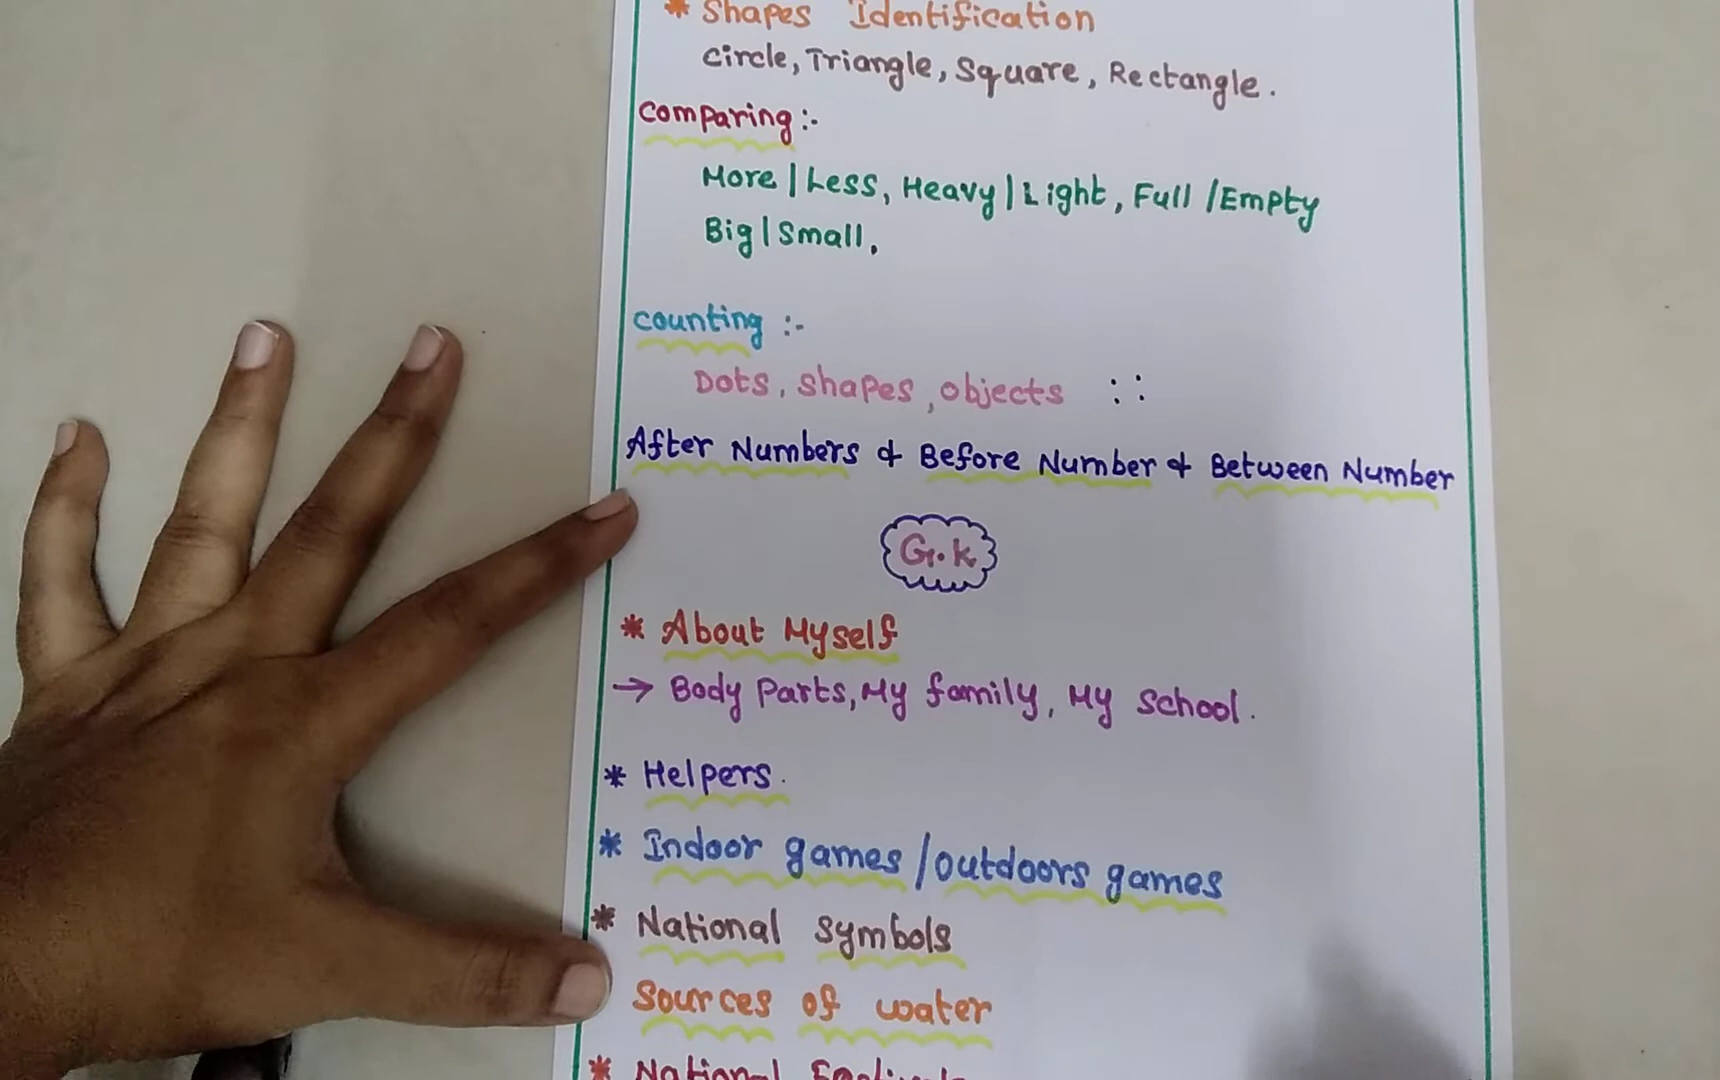 * Shapes Identification
Circle, Triangle, Square, Rectangle.
Comparing :-
More | Less, Heavy | Light, Full / Empty
Big | Small.
Counting :-
Dots, Shapes, objects : :
After Numbers & Before Number & Between Number
G.K
* About Myself
→ Body Parts, My family, My School.
* Helpers.
* Indoor games / outdoors games
* National Symbols
Sources of water
* National